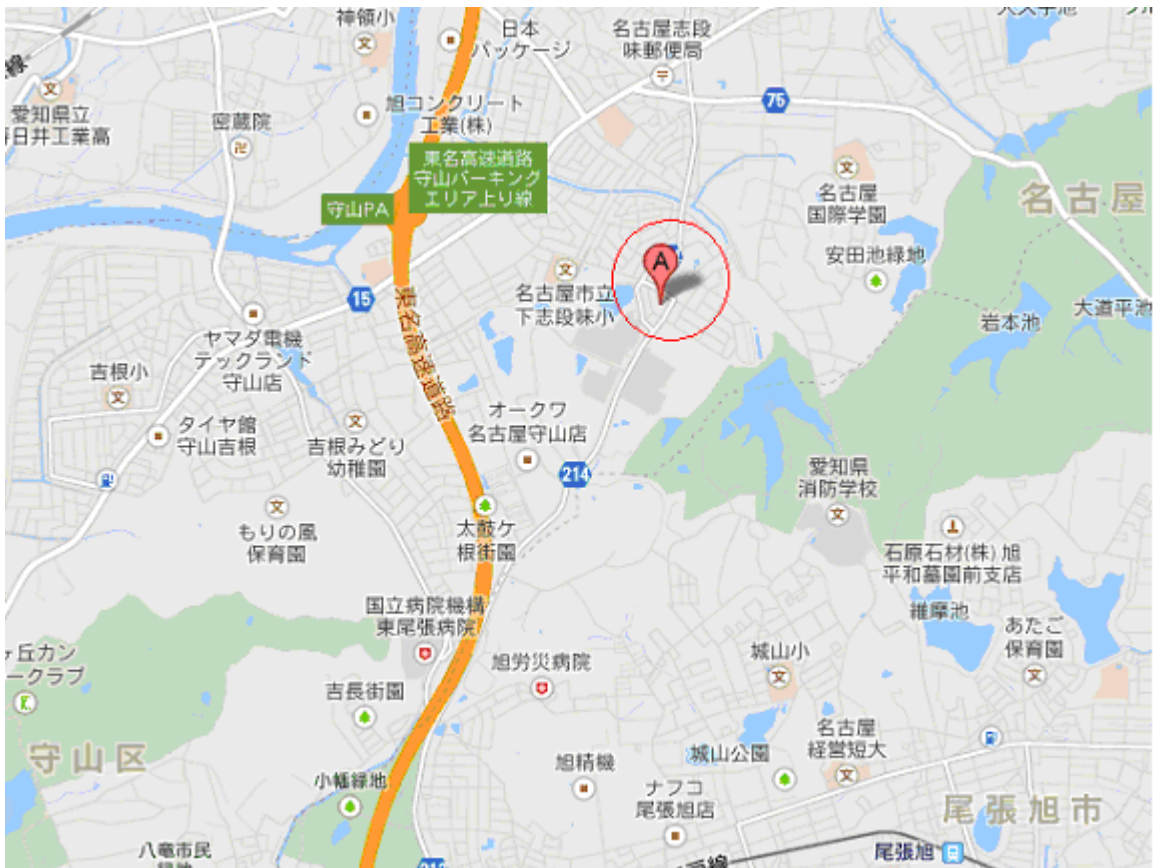 神領小
日本
パッケージ
名古屋志段
味郵便局
愛知県立
春日井工業高
密蔵院
旭コンクリート
工業(株)
75
東名高速道路
守山パーキング
エリア上り線
守山PA
名古屋
国際学園
名古屋
安田池緑地
A
15
名古屋市立
下志段味小
ヤマダ電機
テックランド
守山店
岩本池
大道平池
東名高速道路
吉根小
タイヤ館
守山吉根
吉根みどり
幼稚園
オークワ
名古屋守山店
214
愛知県
消防学校
もりの風
保育園
太鼓ケ
根街園
石原石材(株) 旭
平和墓園前支店
維摩池
国立病院機構
東尾張病院
あたご
保育園
ヶ丘カン
ークラブ
旭労災病院
城山小
吉長街園
守山区
名古屋
経営短大
城山公園
旭精機
小幡緑地
ナフコ
尾張旭店
尾張旭市
八竜市民
尾張旭